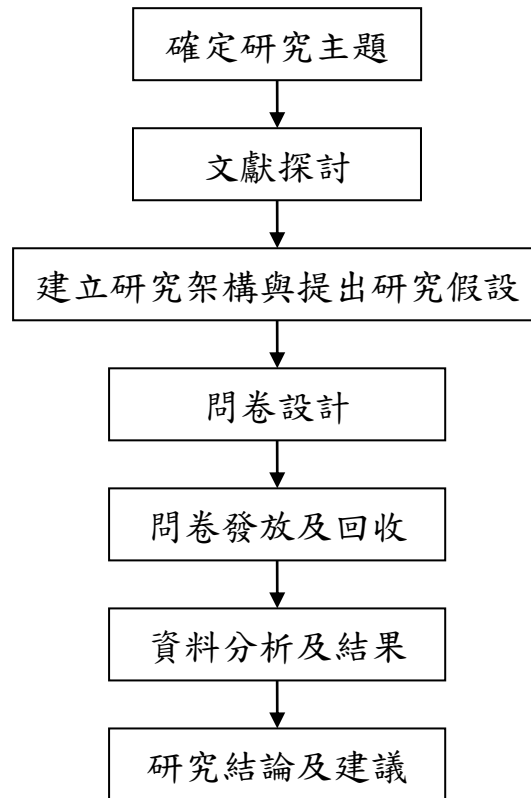 確定研究主題
文獻探討
建立研究架構與提出研究假設
問卷設計
問卷發放及回收
資料分析及結果
研究結論及建議